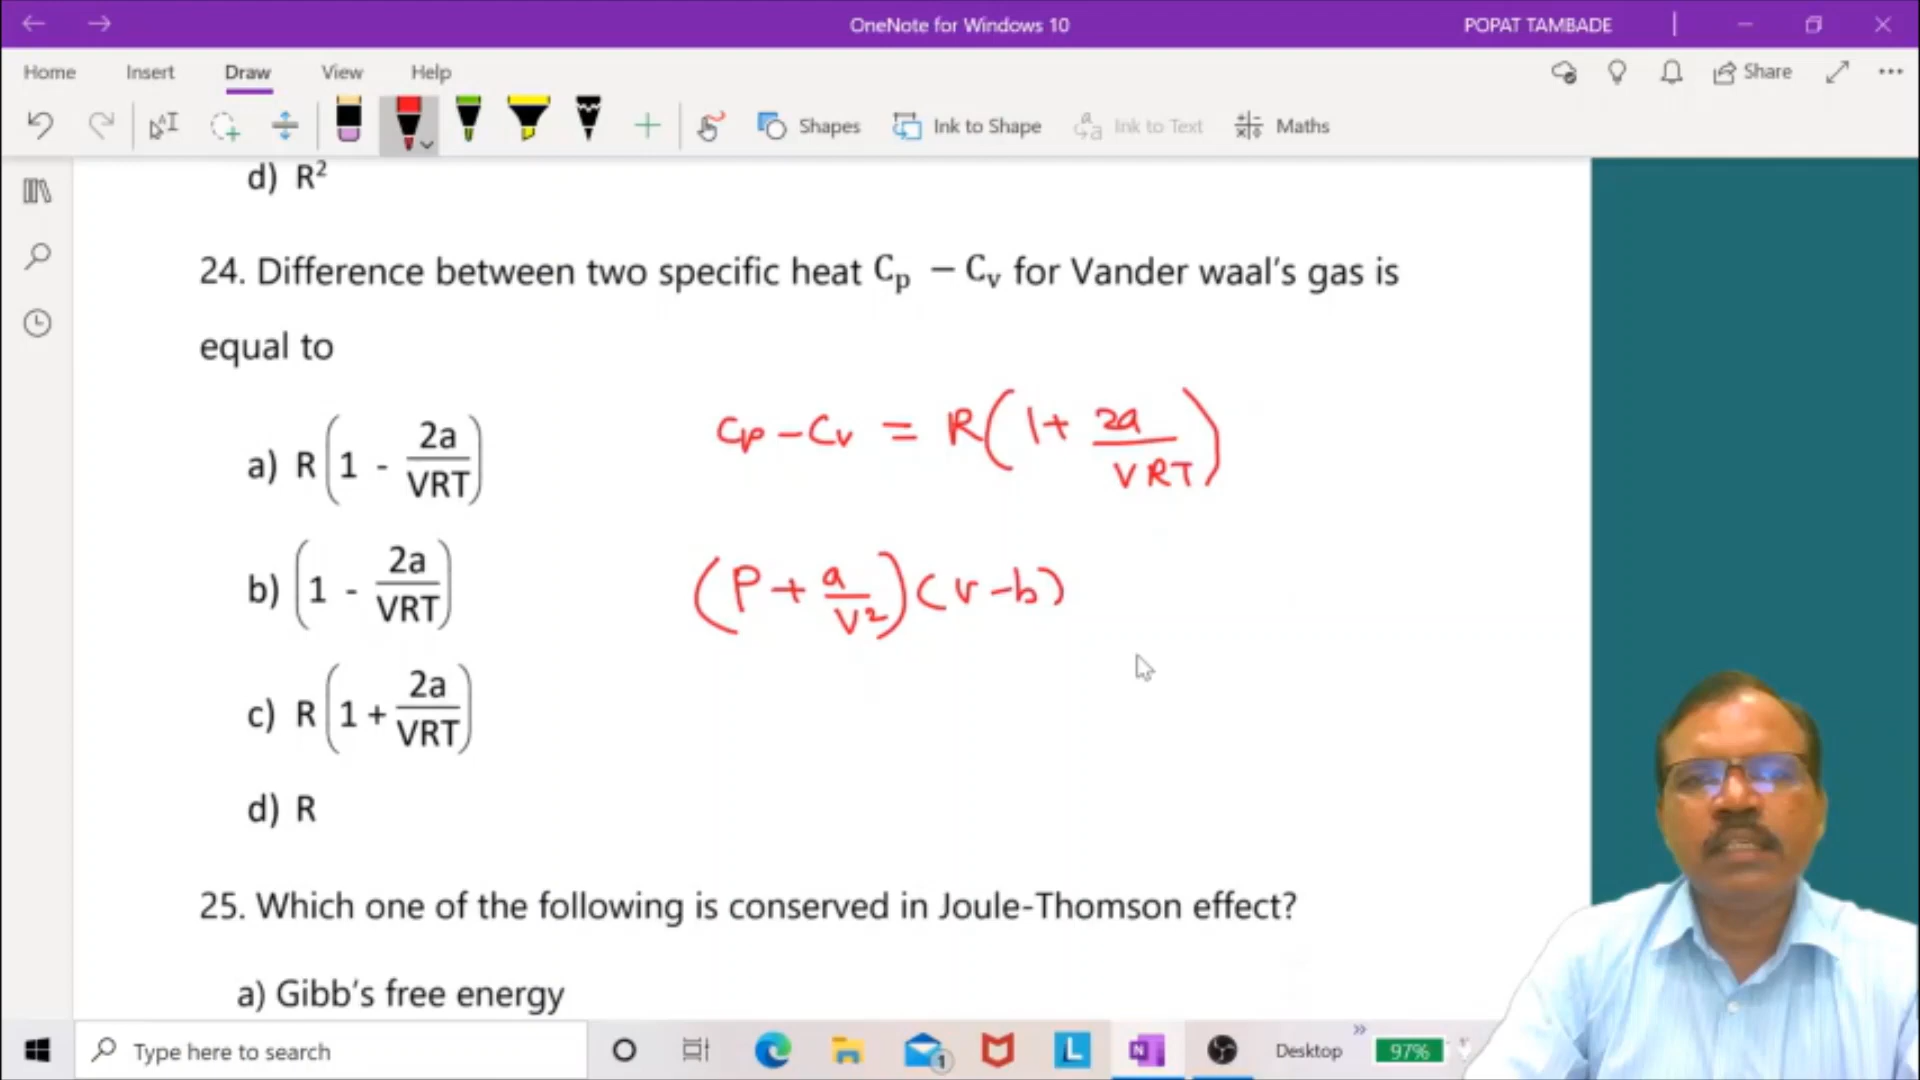 OneNote for Windows 10
POPAT TAMBADE
Home Insert Draw View Help
Share
Shapes Ink to Shape Ink to Text Maths
d) R²
24. Difference between two specific heat Cp − Cv for Vander waal's gas is
equal to
a) R(1 - 2a/VRT)
Cp - Cv = R(1 + 2a/VRT)
b) (1 - 2a/VRT)
(P + a/V²)(V - b)
c) R(1 + 2a/VRT)
d) R
25. Which one of the following is conserved in Joule-Thomson effect?
a) Gibb's free energy
Type here to search
1
L
N
Desktop
97%